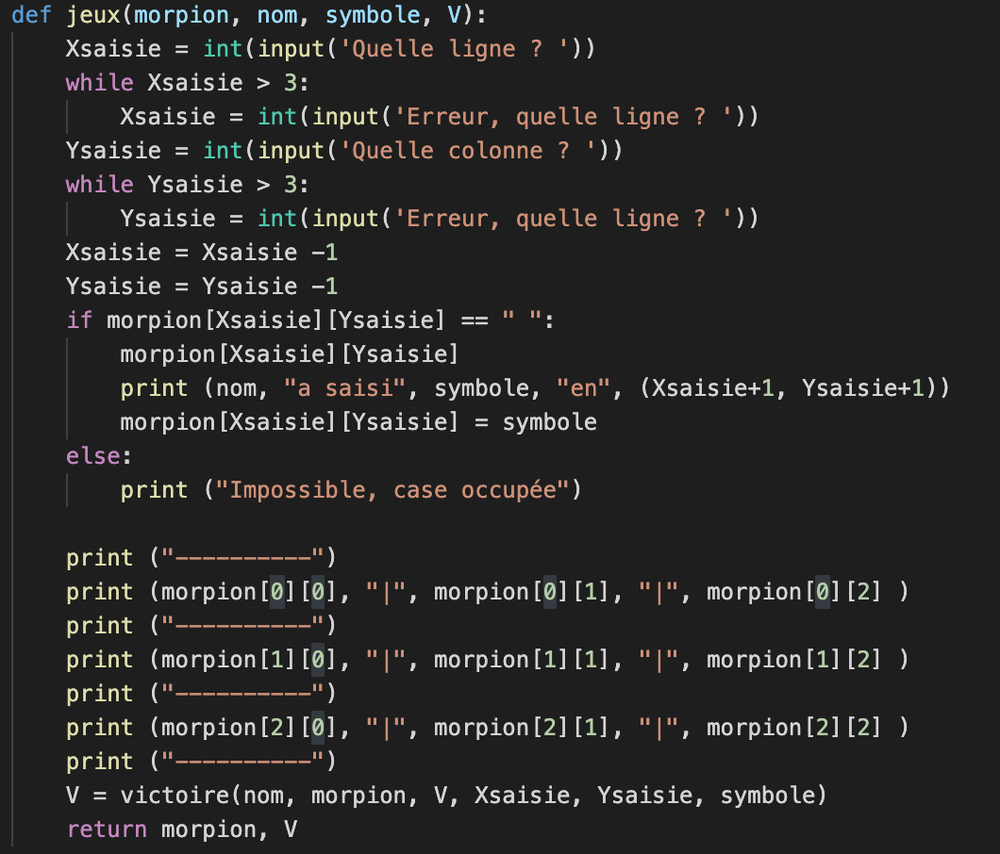 def jeux(morpion, nom, symbole, V):
    Xsaisie = int(input('Quelle ligne ? '))
    while Xsaisie > 3:
        Xsaisie = int(input('Erreur, quelle ligne ? '))
    Ysaisie = int(input('Quelle colonne ? '))
    while Ysaisie > 3:
        Ysaisie = int(input('Erreur, quelle ligne ? '))
    Xsaisie = Xsaisie -1
    Ysaisie = Ysaisie -1
    if morpion[Xsaisie][Ysaisie] == " ":
        morpion[Xsaisie][Ysaisie]
        print (nom, "a saisi", symbole, "en", (Xsaisie+1, Ysaisie+1))
        morpion[Xsaisie][Ysaisie] = symbole
    else:
        print ("Impossible, case occupée")

    print ("----------")
    print (morpion[0][0], "|", morpion[0][1], "|", morpion[0][2] )
    print ("----------")
    print (morpion[1][0], "|", morpion[1][1], "|", morpion[1][2] )
    print ("----------")
    print (morpion[2][0], "|", morpion[2][1], "|", morpion[2][2] )
    print ("----------")
    V = victoire(nom, morpion, V, Xsaisie, Ysaisie, symbole)
    return morpion, V